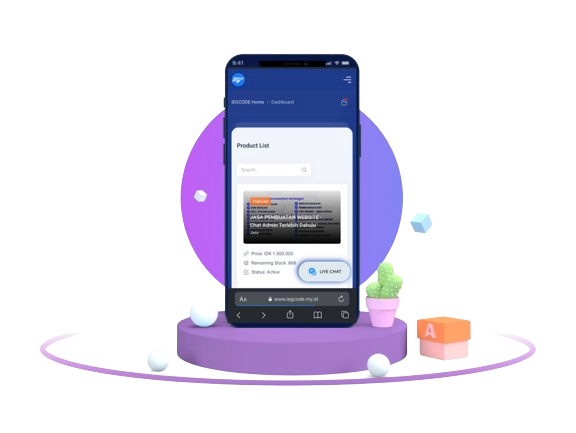 9:41
IEGCODE Home / Dashboard
Product List
Search...
Featured
JASA PEMBUATAN WEBSITE
Chat Admin Terlebih Dahulu
Price: IDR 1.500.000
Remaining Stock: 968
Status: Active
LIVE CHAT
AA
www.iegcode.my.id
A